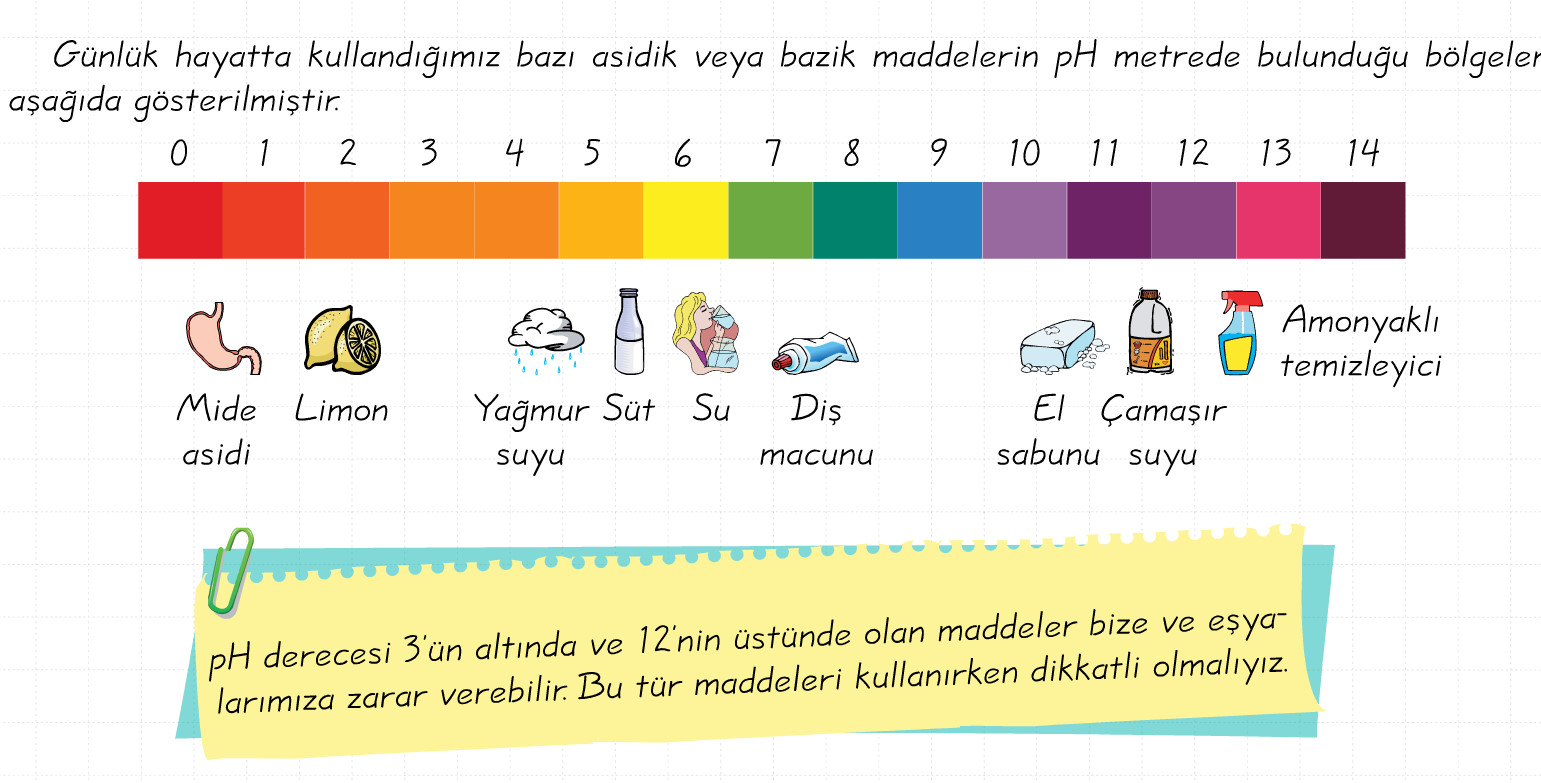 Günlük hayatta kullandığımız bazı asidik veya bazik maddelerin pH metrede bulunduğu bölgeler
aşağıda gösterilmiştir.
0 1 2 3 4 5 6 7 8 9 10 11 12 13 14
Amonyaklı
temizleyici
Mide asidi
Limon
Yağmur suyu
Süt
Su
Diş macunu
El sabunu
Çamaşır suyu
pH derecesi 3'ün altında ve 12'nin üstünde olan maddeler bize ve eşya-
larımıza zarar verebilir. Bu tür maddeleri kullanırken dikkatli olmalıyız.